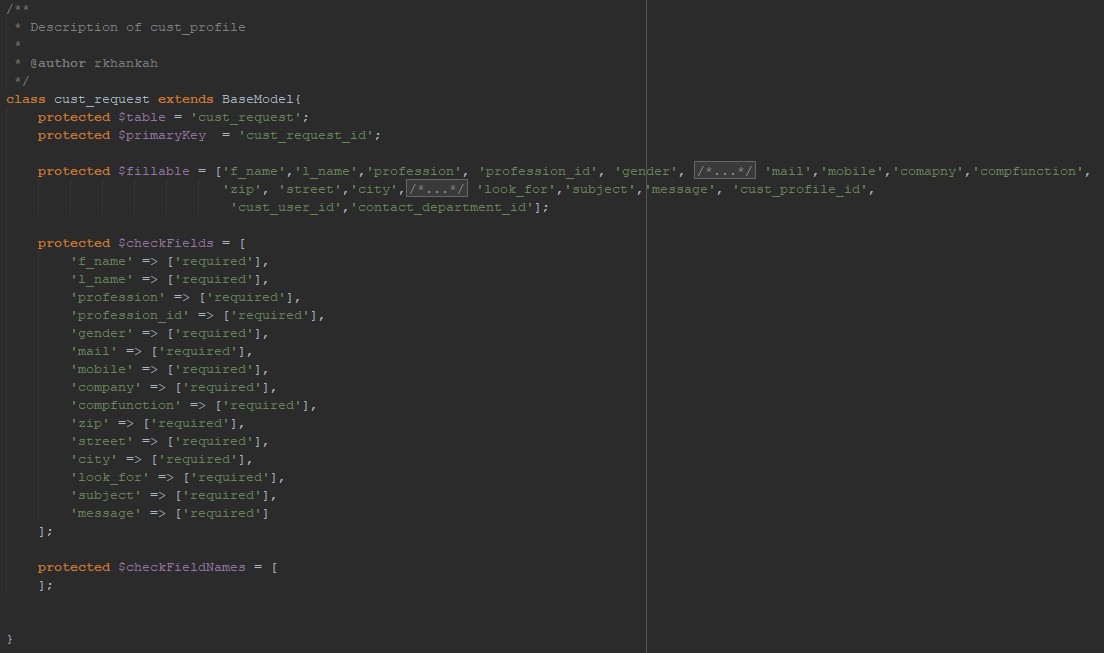 /**
 * Description of cust_profile
 *
 * @author rkhankah
 */
class cust_request extends BaseModel{
    protected $table = 'cust_request';
    protected $primaryKey  = 'cust_request_id';
    protected $fillable = ['f_name','l_name','profession', 'profession_id', 'gender', /*...*/ 'mail','mobile','comapny','compfunction',
                           'zip', 'street','city',/*...*/ 'look_for','subject','message', 'cust_profile_id',
                            'cust_user_id','contact_department_id'];
    protected $checkFields = [
        'f_name' => ['required'],
        'l_name' => ['required'],
        'profession' => ['required'],
        'profession_id' => ['required'],
        'gender' => ['required'],
        'mail' => ['required'],
        'mobile' => ['required'],
        'company' => ['required'],
        'compfunction' => ['required'],
        'zip' => ['required'],
        'street' => ['required'],
        'city' => ['required'],
        'look_for' => ['required'],
        'subject' => ['required'],
        'message' => ['required']
    ];
    protected $checkFieldNames = [
    ];
}